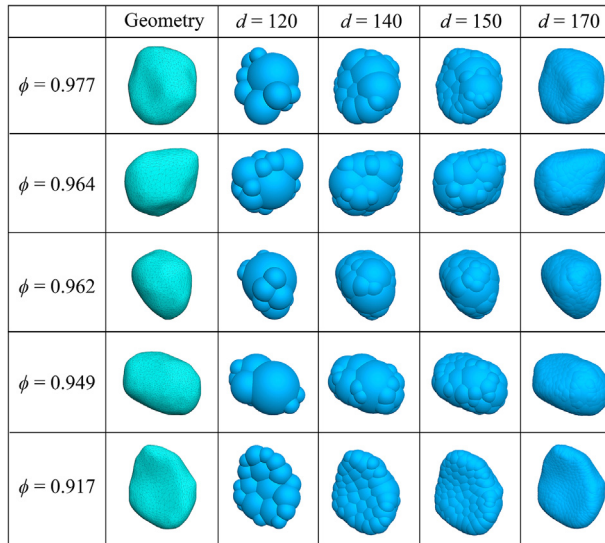 Geometry d = 120 d = 140 d = 150 d = 170
ϕ = 0.977
ϕ = 0.964
ϕ = 0.962
ϕ = 0.949
ϕ = 0.917